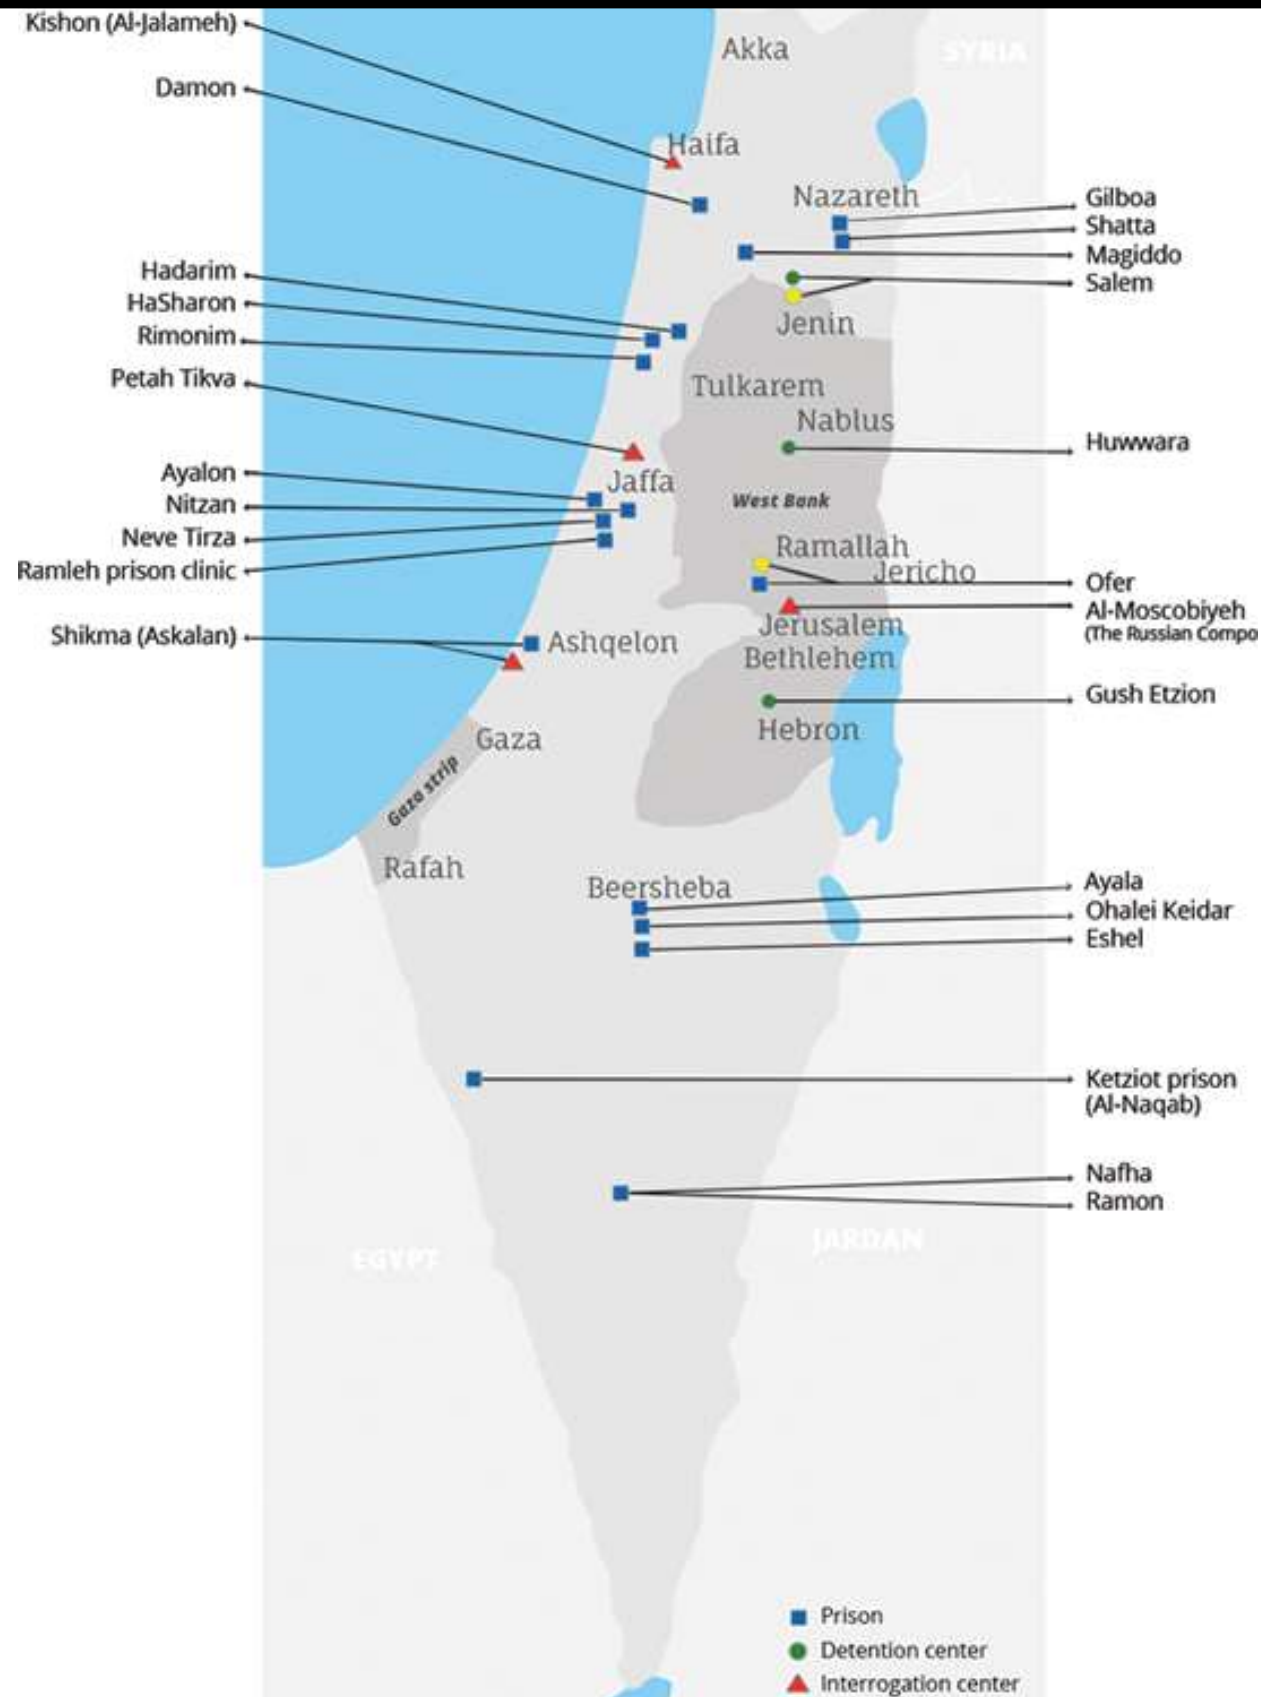 Kishon (Al-Jalameh)
Damon
Hadarim
HaSharon
Rimonim
Petah Tikva
Ayalon
Nitzan
Neve Tirza
Ramleh prison clinic
Shikma (Askalan)
Akka
SYRIA
Haifa
Nazareth
Jenin
Tulkarem
Nablus
Jaffa
West Bank
Ramallah
Jericho
Jerusalem
Ashqelon
Bethlehem
Gaza
Hebron
Gaza strip
Rafah
Beersheba
EGYPT
JARDAN
Gilboa
Shatta
Magiddo
Salem
Huwwara
Ofer
Al-Moscobiyeh
(The Russian Compo
Gush Etzion
Ayala
Ohalei Keidar
Eshel
Ketziot prison
(Al-Naqab)
Nafha
Ramon
Prison
Detention center
Interrogation center